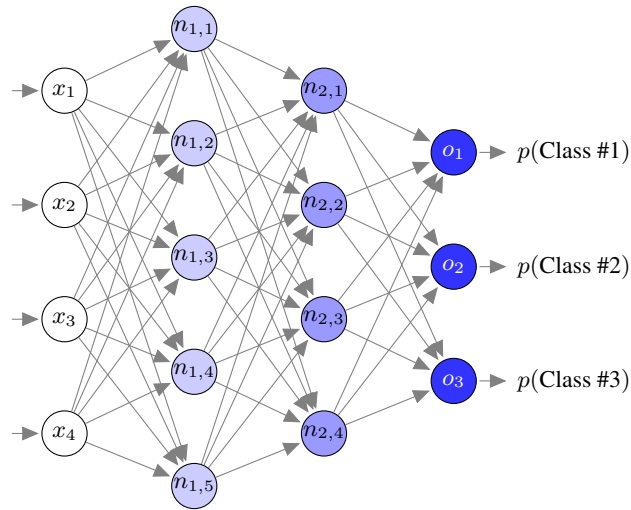 x₁
x₂
x₃
x₄
n₁,₁
n₁,₂
n₁,₃
n₁,₄
n₁,₅
n₂,₁
n₂,₂
n₂,₃
n₂,₄
o₁
o₂
o₃
p(Class #1)
p(Class #2)
p(Class #3)